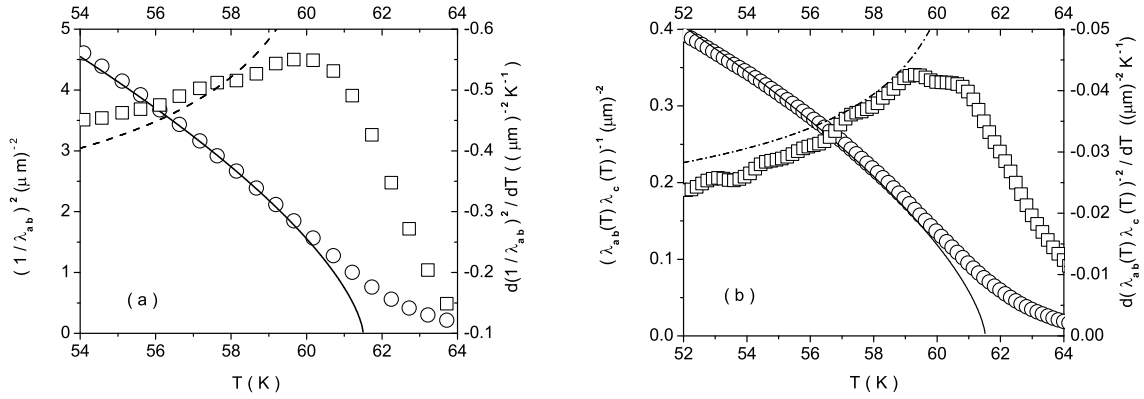 54 56 58 60 62 64
5
4
3
2
1
0
(1/λab)² (μm)⁻²
-0.6
-0.5
-0.4
-0.3
-0.2
-0.1
d(1/λab)² / dT ((μm)⁻² K⁻¹)
(a)
54 56 58 60 62 64
T (K)
52 54 56 58 60 62 64
0.4
0.3
0.2
0.1
0.0
(λab(T) λc(T))⁻¹ (μm)⁻²
-0.05
-0.04
-0.03
-0.02
-0.01
0.00
d(λab(T) λc(T))⁻² / dT ((μm)⁻² K⁻¹)
(b)
52 54 56 58 60 62 64
T (K)